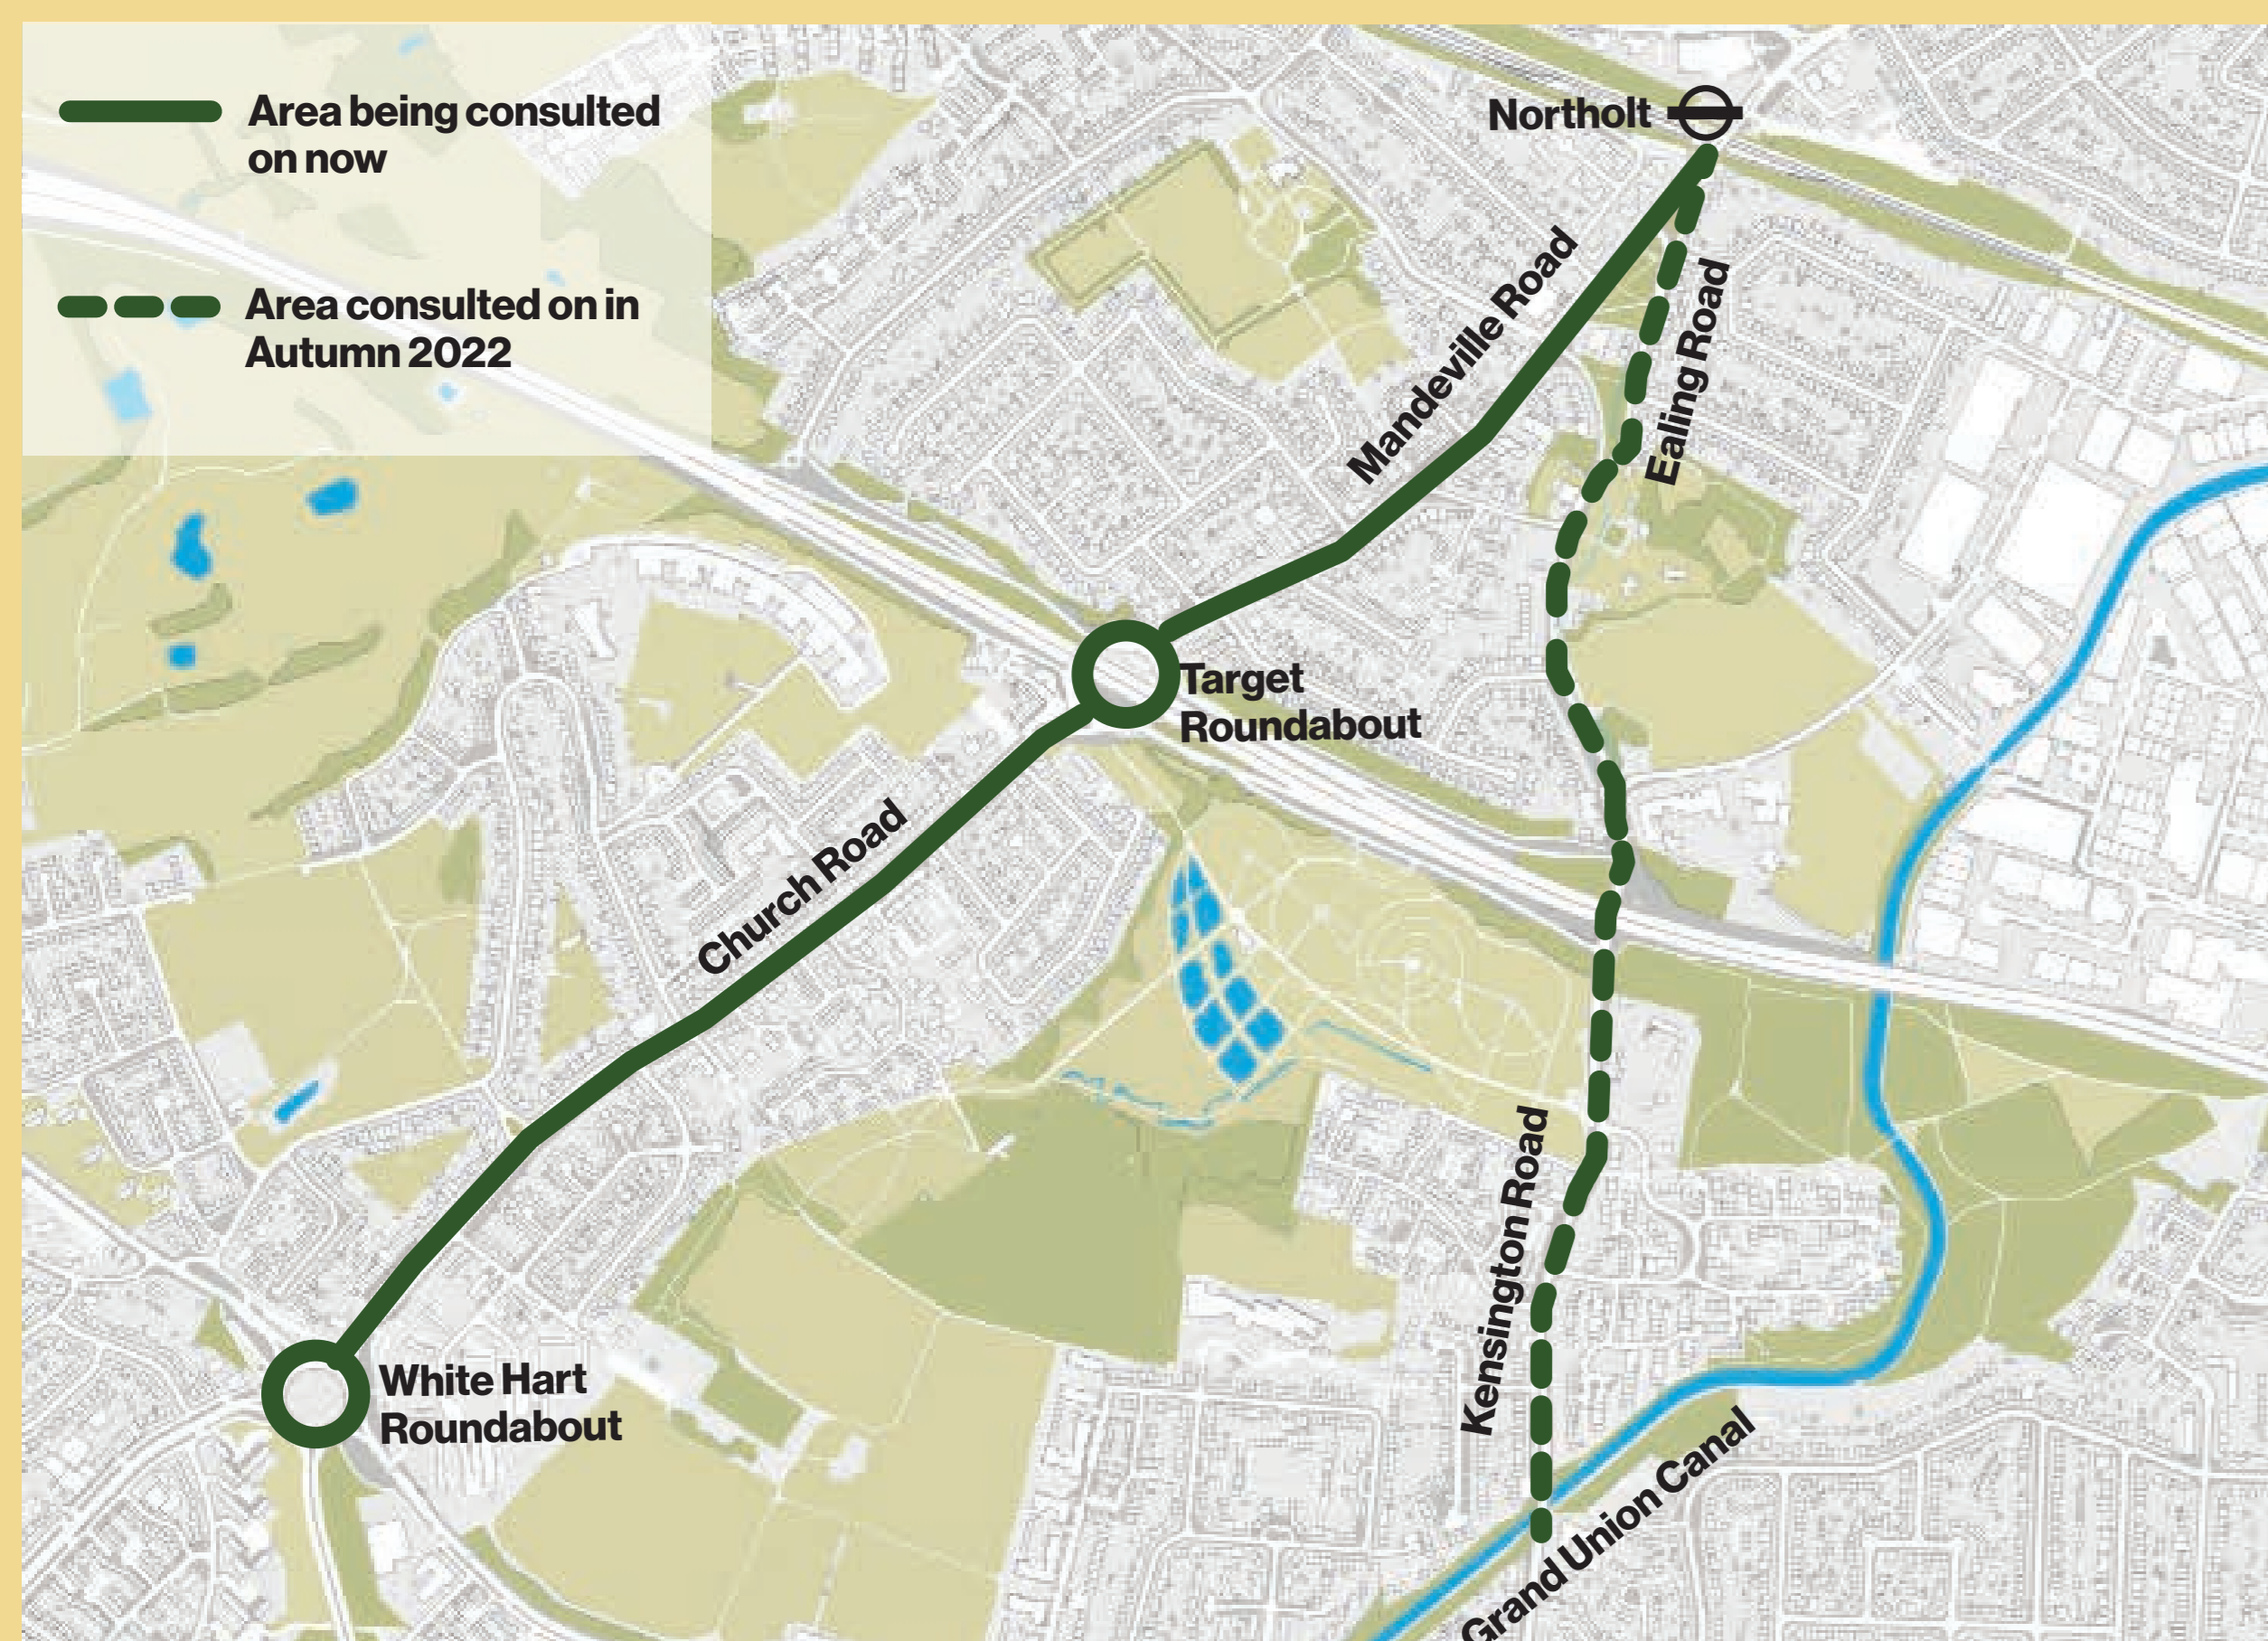 Area being consulted
on now
Area consulted on in
Autumn 2022
Northolt
Mandeville Road
Ealing Road
Target
Roundabout
Church Road
Kensington Road
White Hart
Roundabout
Grand Union Canal